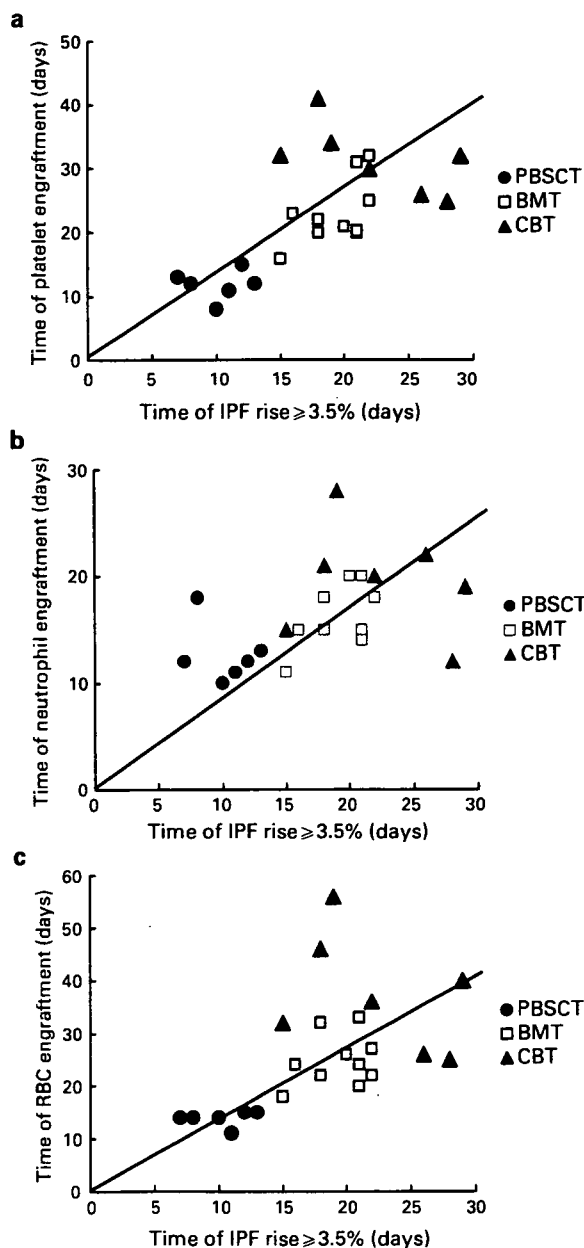 a
Time of platelet engraftment (days)
50
40
30
20
10
0
0 5 10 15 20 25 30
Time of IPF rise ≥ 3.5% (days)
PBSCT
BMT
CBT
b
Time of neutrophil engraftment (days)
30
20
10
0
0 5 10 15 20 25 30
Time of IPF rise ≥ 3.5% (days)
PBSCT
BMT
CBT
c
Time of RBC engraftment (days)
60
50
40
30
20
10
0
0 5 10 15 20 25 30
Time of IPF rise ≥ 3.5% (days)
PBSCT
BMT
CBT